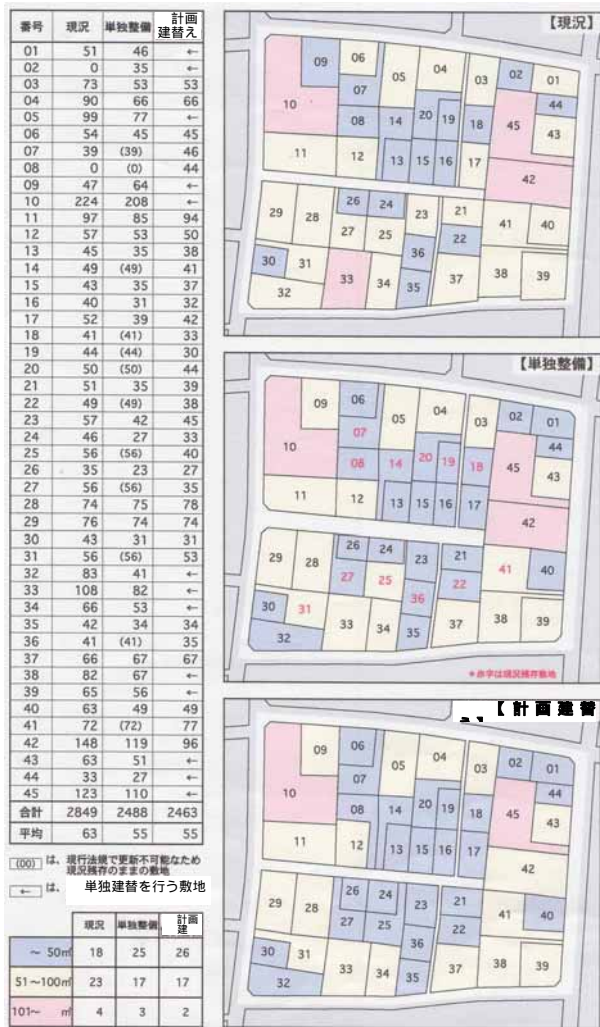 番号 現況 単独整備 計画建替え
01 51 46 ←
02 0 35 ←
03 73 53 53
04 90 66 66
05 99 77 ←
06 54 45 45
07 39 (39) 46
08 0 (0) 44
09 47 64 ←
10 224 208 ←
11 97 85 94
12 57 53 50
13 45 35 38
14 49 (49) 41
15 43 35 37
16 40 31 32
17 52 39 42
18 41 (41) 33
19 44 (44) 30
20 50 (50) 44
21 51 35 39
22 49 (49) 38
23 57 42 45
24 46 27 33
25 56 (56) 40
26 35 23 27
27 56 (56) 35
28 74 75 78
29 76 74 74
30 43 31 31
31 56 (56) 53
32 83 41 ←
33 108 82 ←
34 66 53 ←
35 42 34 34
36 41 (41) 35
37 66 67 67
38 82 67 ←
39 65 56 ←
40 63 49 49
41 72 (72) 77
42 148 119 96
43 63 51 ←
44 33 27 ←
45 123 110 ←
合計 2849 2488 2463
平均 63 55 55
(00) は、現行法規で更新不可能なため
現況残存のままの敷地
← は、 単独建替を行う敷地
現況 単独整備 計画建
～ 50㎡ 18 25 26
51～100㎡ 23 17 17
101～ ㎡ 4 3 2
【現況】
09 06 05 04 03 02 01
10 07 20 19 18 45 44
08 14 43
11 12 13 15 16 17 42
29 28 26 24 23 21 41 40
27 25 22
30 31 36
32 33 34 35 37 38 39
【単独整備】
09 06 05 04 03 02 01
10 07 20 19 18 45 44
08 14 43
11 12 13 15 16 17 42
29 28 26 24 23 21 41 40
27 25 22
30 31 36
32 33 34 35 37 38 39
＊赤字は現況残存敷地
【計画建替
え】
09 06 05 04 03 02 01
10 07 20 19 18 45 44
08 14 43
11 12 13 15 16 17 42
29 28 26 24 23 21 41 40
27 25 22
30 31 36
32 33 34 35 37 38 39